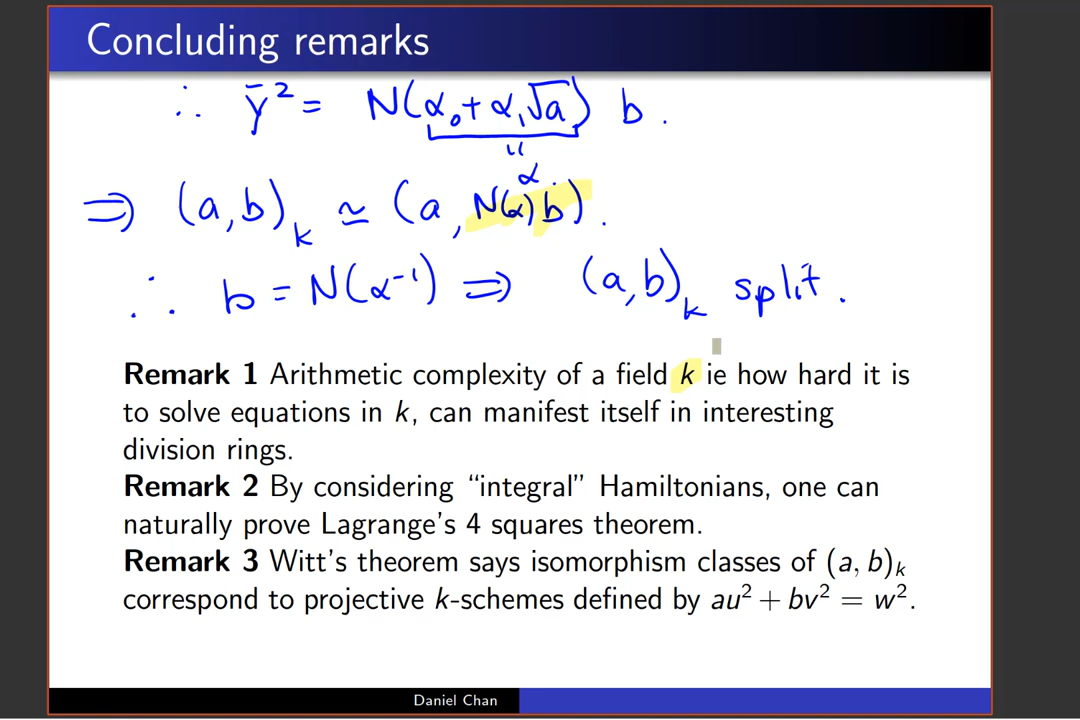 Concluding remarks
∴ ȳ² = N(α₀ + α₁√a) b.
"
α.
⇒ (a,b)ₖ ≃ (a, N(α)b).
∴ b = N(α⁻¹) ⇒ (a,b)ₖ split.
Remark 1 Arithmetic complexity of a field k ie how hard it is
to solve equations in k, can manifest itself in interesting
division rings.
Remark 2 By considering “integral” Hamiltonians, one can
naturally prove Lagrange's 4 squares theorem.
Remark 3 Witt's theorem says isomorphism classes of (a, b)ₖ
correspond to projective k-schemes defined by au² + bv² = w².
Daniel Chan